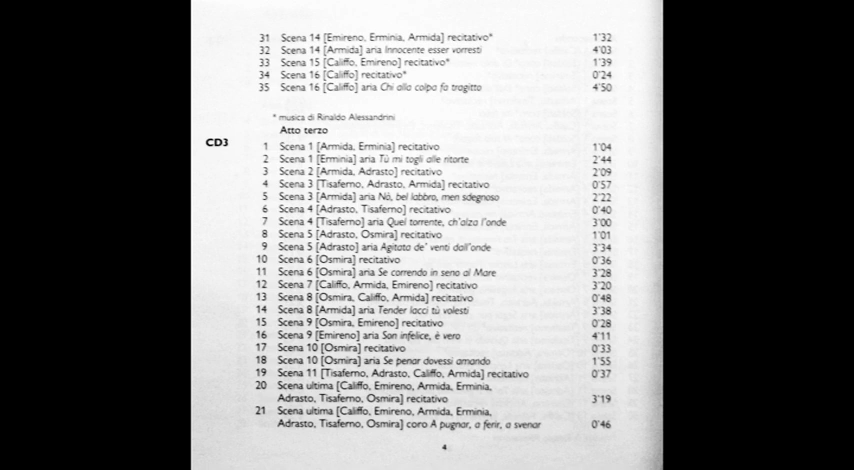 31 Scena 14 [Emireno, Erminia, Armida] recitativo* 1'32
32 Scena 14 [Armida] aria Innocente esser vorresti 4'03
33 Scena 15 [Califfo, Emireno] recitativo* 1'39
34 Scena 16 [Califfo] recitativo* 0'24
35 Scena 16 [Califfo] aria Chi alla colpa fa tragitto 4'50
* musica di Rinaldo Alessandrini
Atto terzo
CD3
1 Scena 1 [Armida, Erminia] recitativo 1'04
2 Scena 1 [Erminia] aria Tù mi togli alle ritorte 2'44
3 Scena 2 [Armida, Adrasto] recitativo 2'09
4 Scena 3 [Tisaferno, Adrasto, Armida] recitativo 0'57
5 Scena 3 [Armida] aria Nò, bel labbro, men sdegnoso 2'22
6 Scena 4 [Adrasto, Tisaferno] recitativo 0'40
7 Scena 4 [Tisaferno] aria Quel torrente, ch'alza l'onde 3'00
8 Scena 5 [Adrasto, Osmira] recitativo 1'01
9 Scena 5 [Adrasto] aria Agitata de' venti dall'onde 3'34
10 Scena 6 [Osmira] recitativo 0'36
11 Scena 6 [Osmira] aria Se correndo in seno al Mare 3'28
12 Scena 7 [Califfo, Armida, Emireno] recitativo 3'20
13 Scena 8 [Osmira, Califfo, Armida] recitativo 0'48
14 Scena 8 [Armida] aria Tender lacci tù volesti 3'38
15 Scena 9 [Osmira, Emireno] recitativo 0'28
16 Scena 9 [Emireno] aria Son infelice, è vero 4'11
17 Scena 10 [Osmira] recitativo 0'33
18 Scena 10 [Osmira] aria Se penar dovessi amando 1'55
19 Scena 11 [Tisaferno, Adrasto, Califfo, Armida] recitativo 0'37
20 Scena ultima [Califfo, Emireno, Armida, Erminia,
Adrasto, Tisaferno, Osmira] recitativo 3'19
21 Scena ultima [Califfo, Emireno, Armida, Erminia,
Adrasto, Tisaferno, Osmira] coro A pugnar, a ferir, a svenar 0'46
4